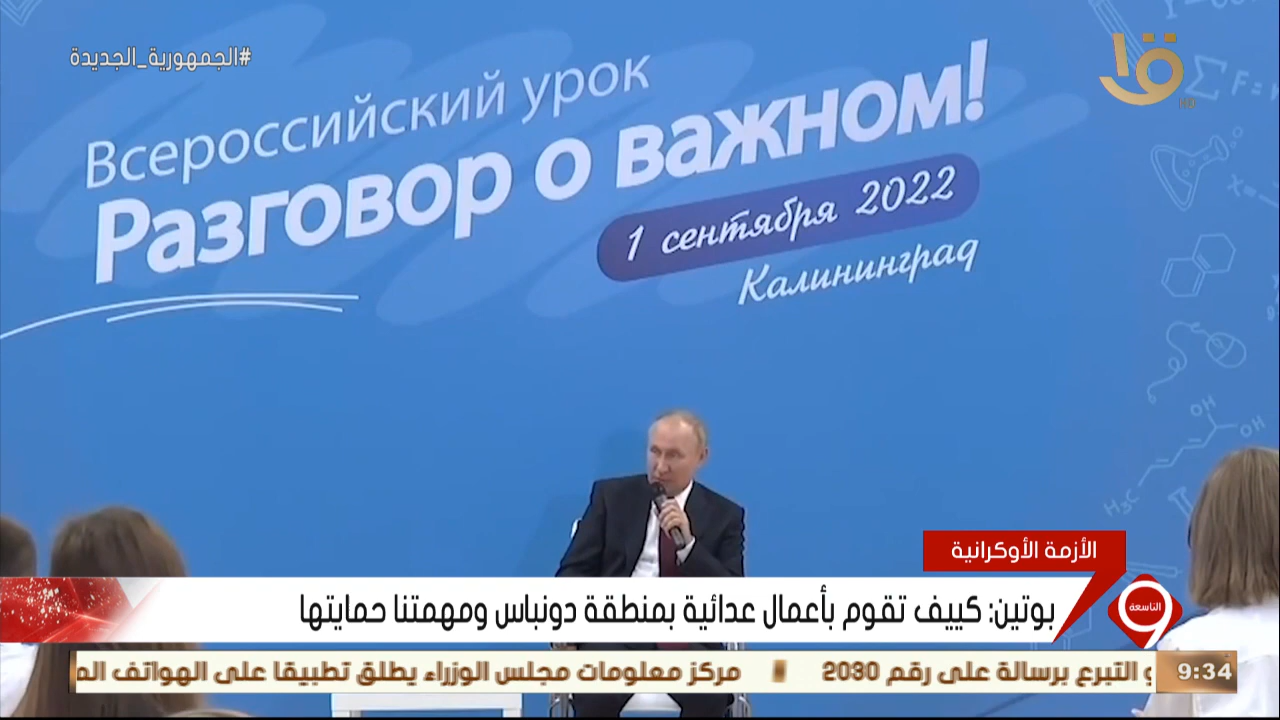 #الجمهورية_الجديدة
Всероссийский урок
Разговор о важном!
1 сентября 2022
Калининград
الأزمة الأوكرانية
التاسعة
بوتين: كييف تقوم بأعمال عدائية بمنطقة دونباس ومهمتنا حمايتها
9:34
و التبرع برسالة على رقم 2030 مركز معلومات مجلس الوزراء يطلق تطبيقا على الهواتف